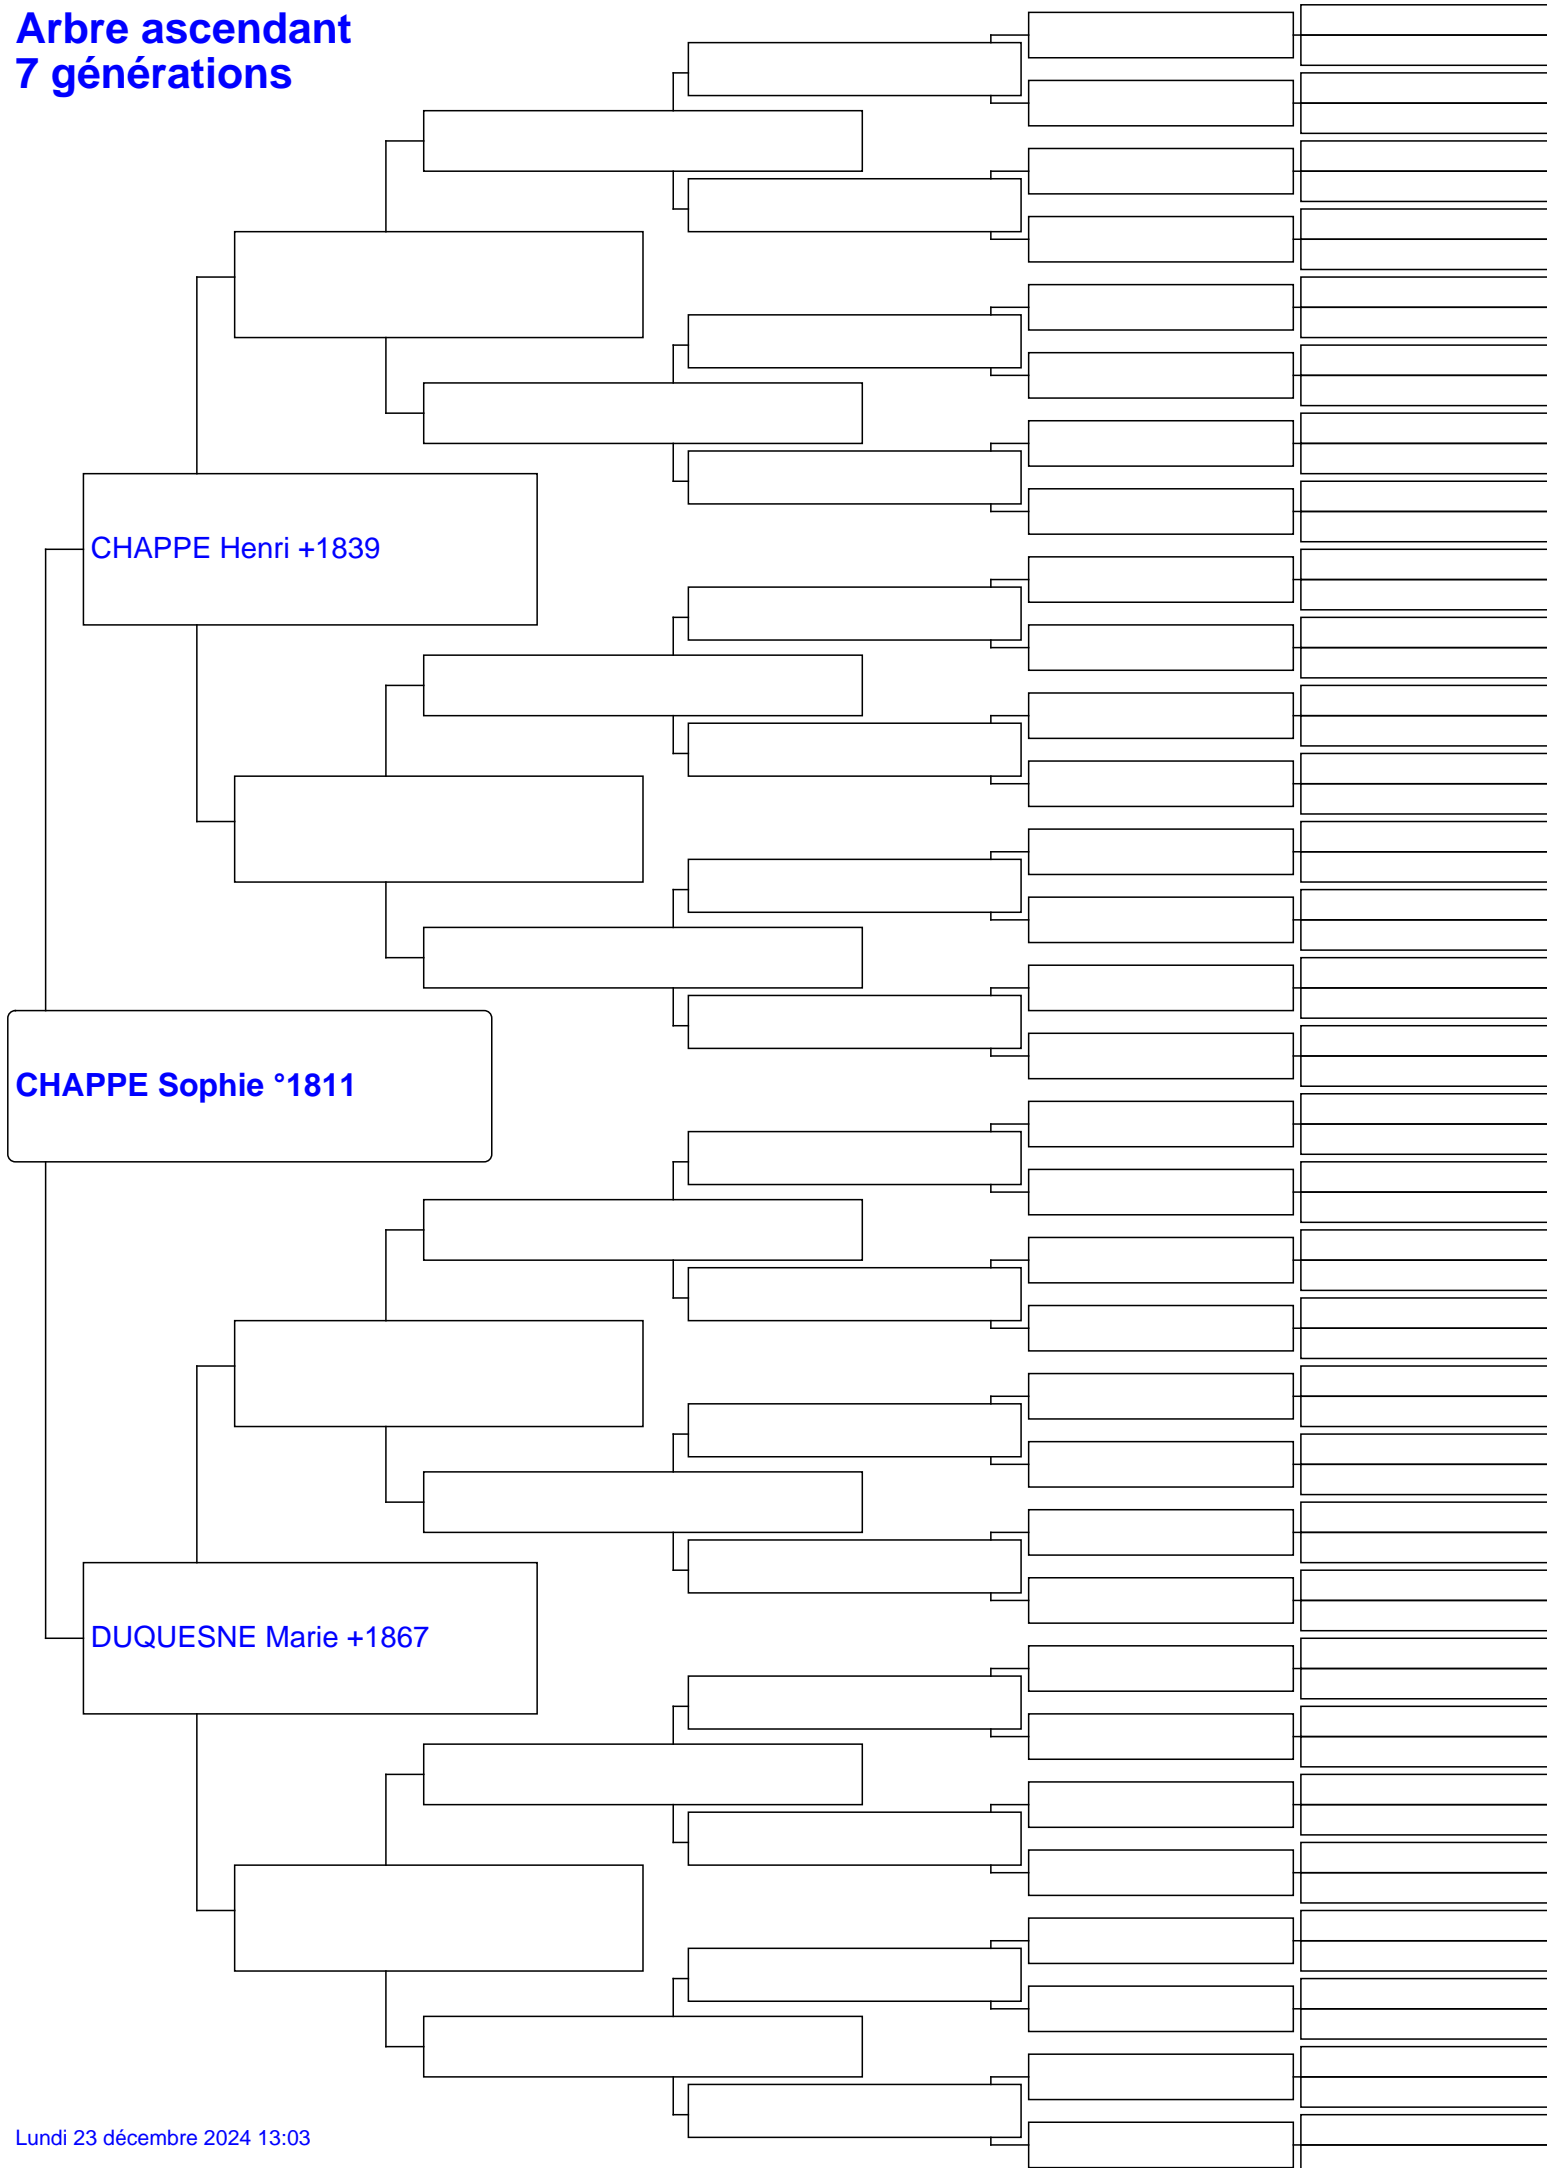 Arbre ascendant
7 générations
CHAPPE Henri +1839
CHAPPE Sophie °1811
DUQUESNE Marie +1867
Lundi 23 décembre 2024 13:03